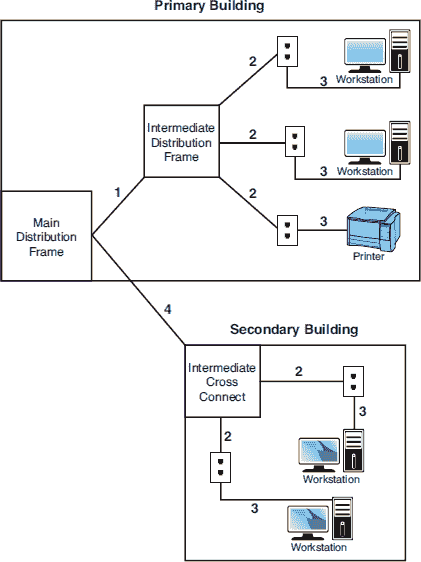 Primary Building
2
3
Workstation
Intermediate
Distribution
Frame
2
3
Workstation
1
2
3
Printer
Main
Distribution
Frame
4
Secondary Building
Intermediate
Cross
Connect
2
3
2
Workstation
3
Workstation